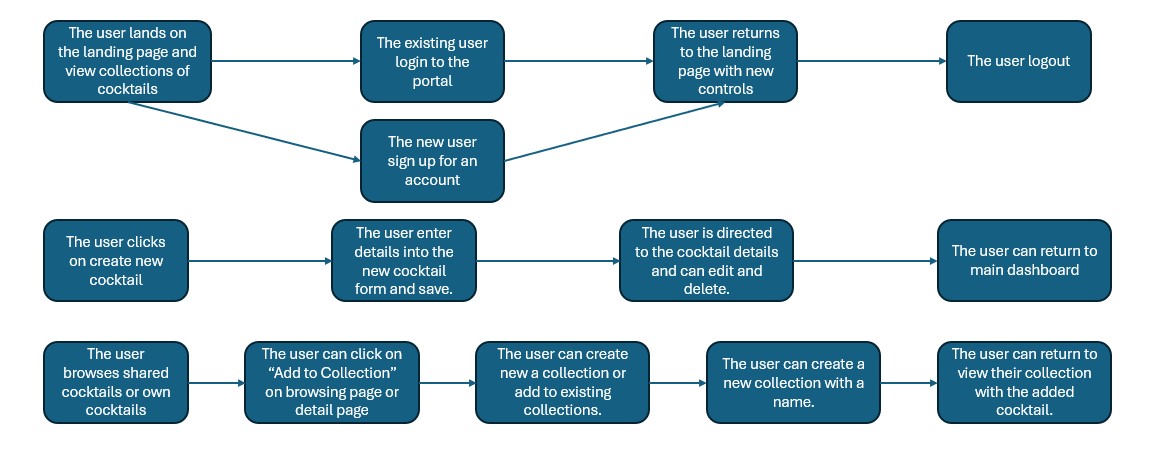 The user lands on
the landing page and
view collections of
cocktails
The existing user
login to the
portal
The user returns
to the landing
page with new
controls
The user logout
The new user
sign up for an
account
The user clicks
on create new
cocktail
The user enter
details into the
new cocktail
form and save.
The user is directed
to the cocktail details
and can edit and
delete.
The user can return to
main dashboard
The user
browses shared
cocktails or own
cocktails
The user can click on
“Add to Collection”
on browsing page or
detail page
The user can create
new a collection or
add to existing
collections.
The user can create a
new collection with a
name.
The user can return to
view their collection
with the added
cocktail.